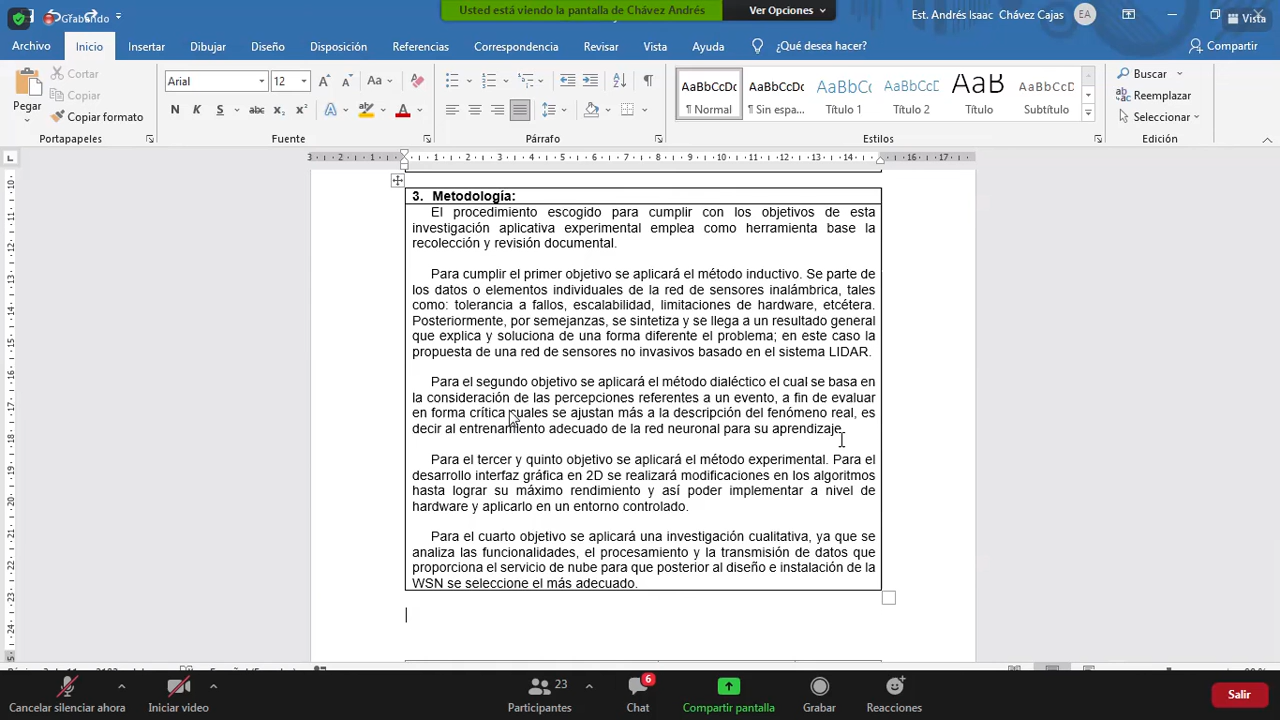 Grabando
Usted está viendo la pantalla de Chávez Andrés
Ver Opciones
Est. Andrés Isaac Chávez Cajas
EA
Vista
Archivo
Inicio
Insertar
Dibujar
Diseño
Disposición
Referencias
Correspondencia
Revisar
Vista
Ayuda
¿Qué desea hacer?
Compartir
Pegar
Cortar
Copiar
Copiar formato
Portapapeles
Arial
12
Fuente
Párrafo
AaBbCcDc
¶ Normal
AaBbCcDc
¶ Sin espa...
AaBbCc
Título 1
AaBbCcD
Título 2
AaB
Título
AaBbCcD
Subtítulo
Estilos
Buscar
Reemplazar
Seleccionar
Edición
3. Metodología:
El procedimiento escogido para cumplir con los objetivos de esta
investigación aplicativa experimental emplea como herramienta base la
recolección y revisión documental.
Para cumplir el primer objetivo se aplicará el método inductivo. Se parte de
los datos o elementos individuales de la red de sensores inalámbrica, tales
como: tolerancia a fallos, escalabilidad, limitaciones de hardware, etcétera.
Posteriormente, por semejanzas, se sintetiza y se llega a un resultado general
que explica y soluciona de una forma diferente el problema; en este caso la
propuesta de una red de sensores no invasivos basado en el sistema LIDAR.
Para el segundo objetivo se aplicará el método dialéctico el cual se basa en
la consideración de las percepciones referentes a un evento, a fin de evaluar
en forma crítica cuales se ajustan más a la descripción del fenómeno real, es
decir al entrenamiento adecuado de la red neuronal para su aprendizaje.
Para el tercer y quinto objetivo se aplicará el método experimental. Para el
desarrollo interfaz gráfica en 2D se realizará modificaciones en los algoritmos
hasta lograr su máximo rendimiento y así poder implementar a nivel de
hardware y aplicarlo en un entorno controlado.
Para el cuarto objetivo se aplicará una investigación cualitativa, ya que se
analiza las funcionalidades, el procesamiento y la transmisión de datos que
proporciona el servicio de nube para que posterior al diseño e instalación de la
WSN se seleccione el más adecuado.
Cancelar silenciar ahora
Iniciar video
23
Participantes
6
Chat
Compartir pantalla
Grabar
Reacciones
Salir